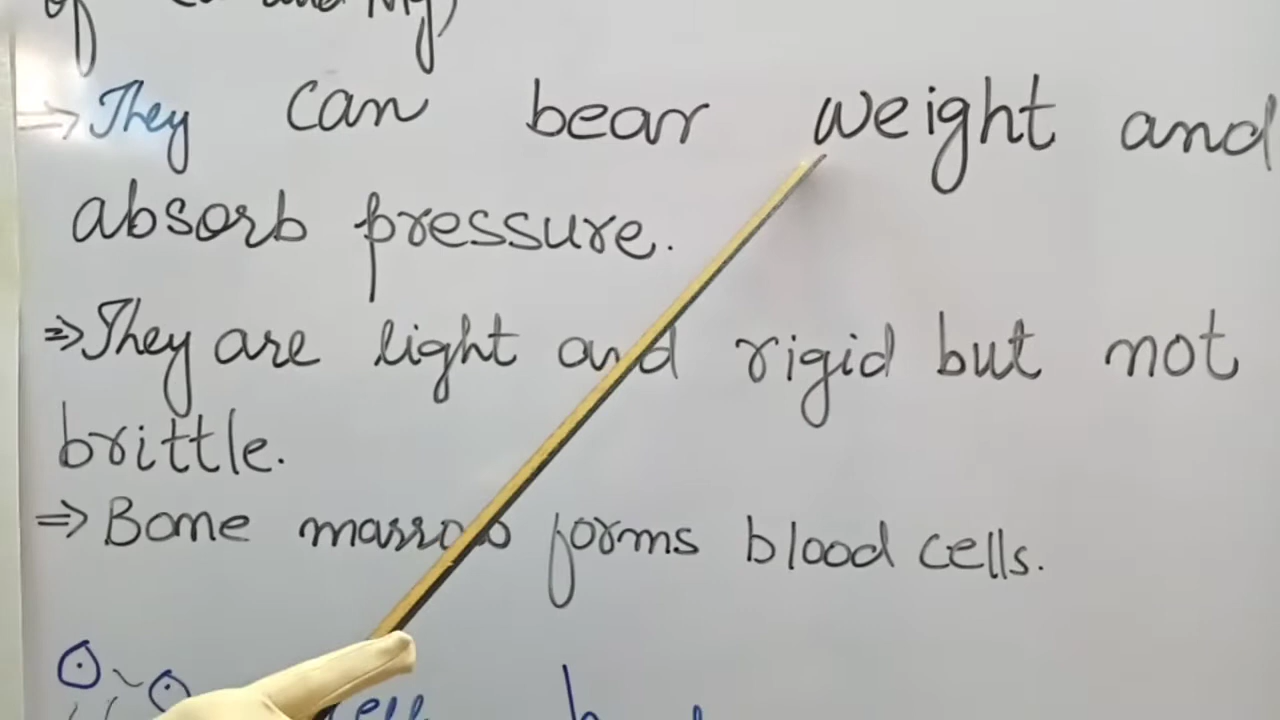 of
⇒ They can bear weight and
absorb pressure.
⇒ They are light and rigid but not
brittle.
⇒ Bone marrow forms blood cells.